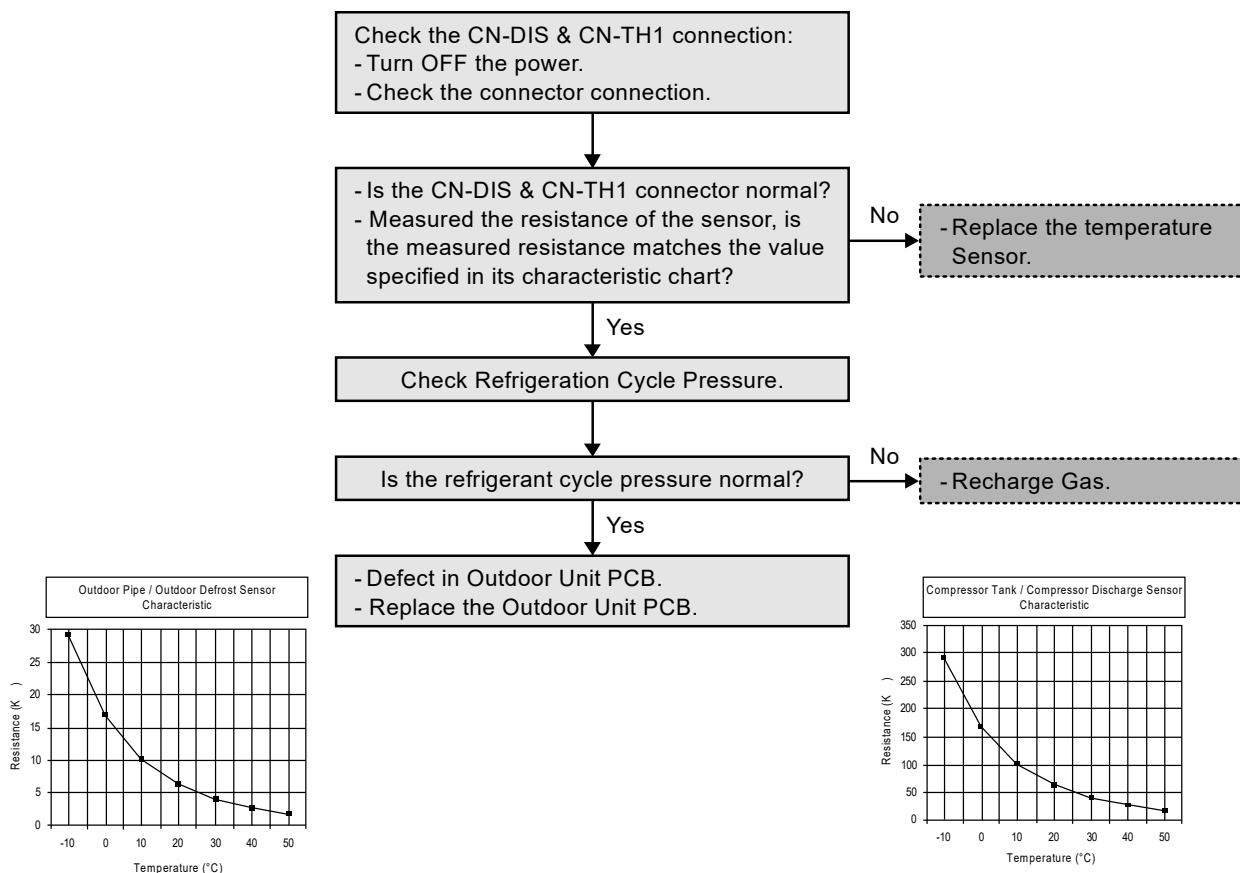 Check the CN-DIS & CN-TH1 connection:
- Turn OFF the power.
- Check the connector connection.
- Is the CN-DIS & CN-TH1 connector normal?
- Measured the resistance of the sensor, is
the measured resistance matches the value
specified in its characteristic chart?
No
- Replace the temperature
Sensor.
Yes
Check Refrigeration Cycle Pressure.
Is the refrigerant cycle pressure normal?
No
- Recharge Gas.
Yes
- Defect in Outdoor Unit PCB.
- Replace the Outdoor Unit PCB.
Outdoor Pipe / Outdoor Defrost Sensor
Characteristic
30
25
20
15
10
5
0
Resistance (K )
-10 0 10 20 30 40 50
Temperature (°C)
Compressor Tank / Compressor Discharge Sensor
Characteristic
350
300
250
200
150
100
50
0
Resistance (K )
-10 0 10 20 30 40 50
Temperature (°C)